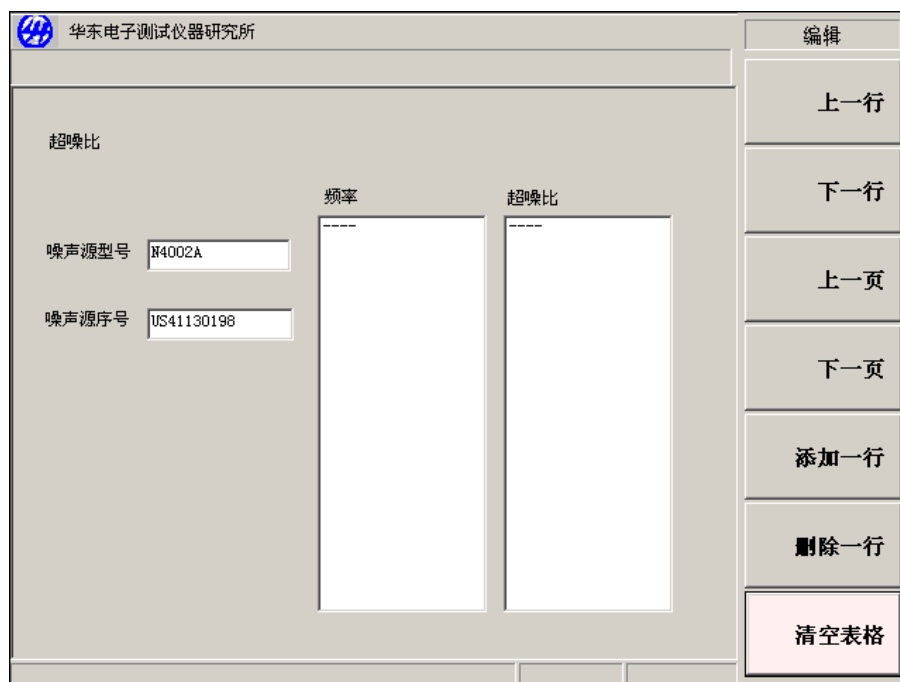 华东电子测试仪器研究所
编辑
上一行
超噪比
频率
超噪比
下一行
----
----
噪声源型号 N4002A
上一页
噪声源序号 US41130198
下一页
添加一行
删除一行
清空表格